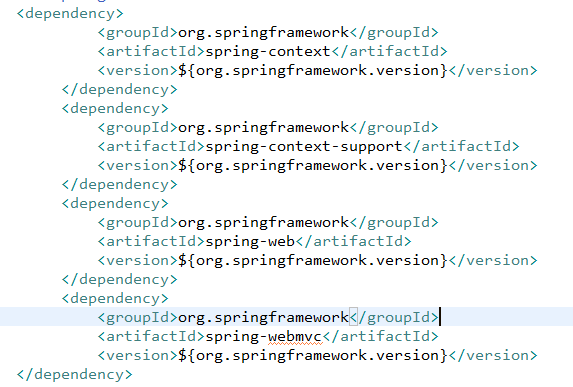 <dependency>
<groupId>org.springframework</groupId>
<artifactId>spring-context</artifactId>
<version>${org.springframework.version}</version>
</dependency>
<dependency>
<groupId>org.springframework</groupId>
<artifactId>spring-context-support</artifactId>
<version>${org.springframework.version}</version>
</dependency>
<dependency>
<groupId>org.springframework</groupId>
<artifactId>spring-web</artifactId>
<version>${org.springframework.version}</version>
</dependency>
<dependency>
<groupId>org.springframework</groupId>
<artifactId>spring-webmvc</artifactId>
<version>${org.springframework.version}</version>
</dependency>